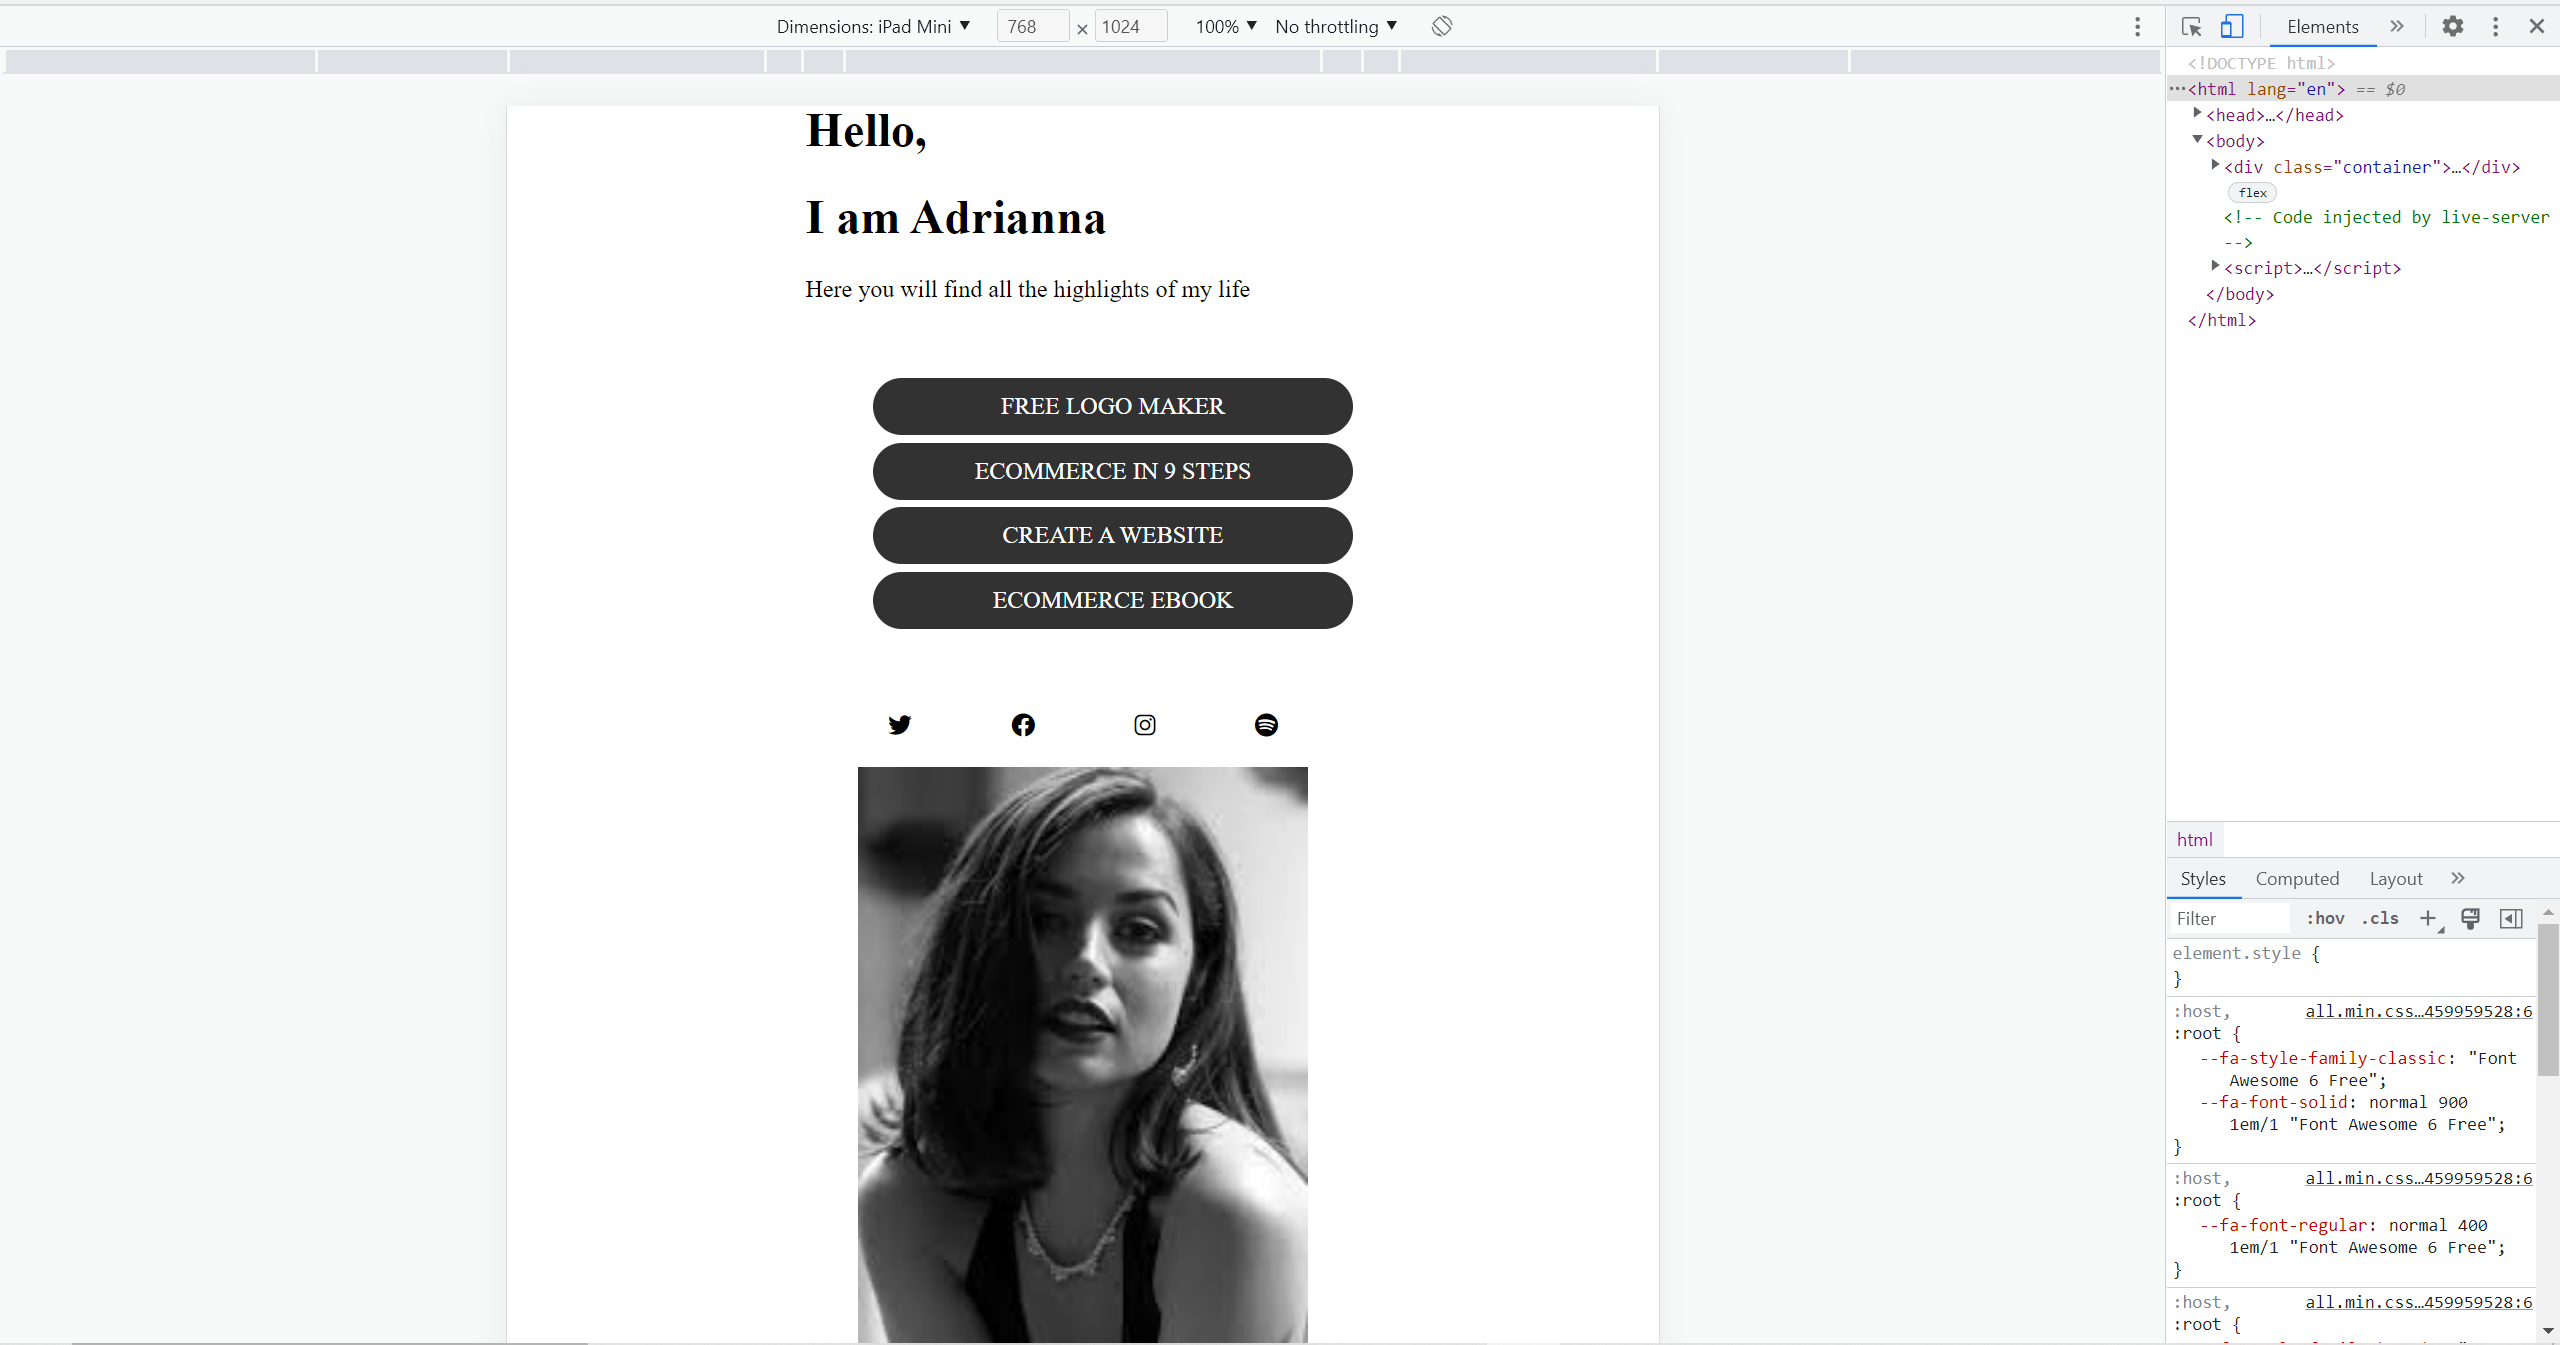 Dimensions: iPad Mini ▼ 768 × 1024 100% ▼ No throttling ▼
Elements
Hello,
I am Adrianna
Here you will find all the highlights of my life
FREE LOGO MAKER
ECOMMERCE IN 9 STEPS
CREATE A WEBSITE
ECOMMERCE EBOOK
<!DOCTYPE html>
<html lang="en"> == $0
<head>…</head>
<body>
<div class="container">…</div>
flex
<!-- Code injected by live-server
-->
<script>…</script>
</body>
</html>
html
Styles Computed Layout
Filter :hov .cls
element.style {
}
:host, all.min.css…459959528:6
:root {
--fa-style-family-classic: "Font
Awesome 6 Free";
--fa-font-solid: normal 900
1em/1 "Font Awesome 6 Free";
}
:host, all.min.css…459959528:6
:root {
--fa-font-regular: normal 400
1em/1 "Font Awesome 6 Free";
}
:host, all.min.css…459959528:6
:root {